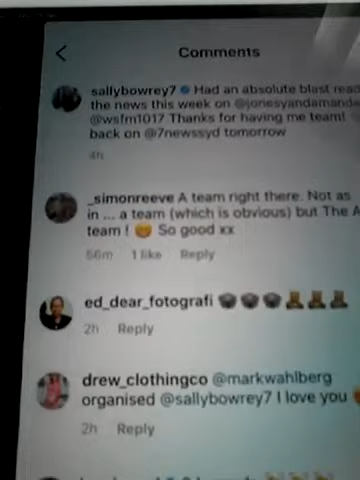 Comments
sallybowrey7 Had an absolute blast read
the news this week on @jonesyandamanda
@wsfm1017 Thanks for having me team!
back on @7newssyd tomorrow
4h
_simonreeve A team right there. Not as
in ... a team (which is obvious) but The A
team ! 😀 So good xx
56m 1 like Reply
ed_dear_fotografi
2h Reply
drew_clothingco @markwahlberg
organised @sallybowrey7 I love you
2h Reply